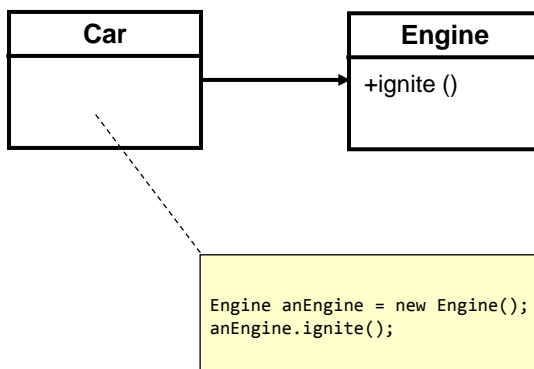 Car
Engine
+ignite ()
Engine anEngine = new Engine();
anEngine.ignite();